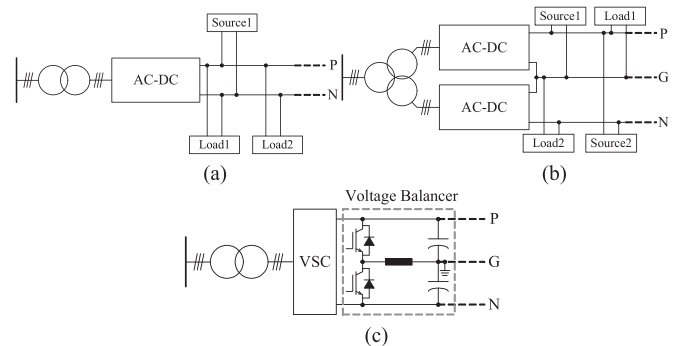 Source1
AC-DC
P
N
Load1
Load2
(a)
Source1
Load1
AC-DC
P
G
AC-DC
N
Load2
Source2
(b)
Voltage Balancer
P
VSC
G
N
(c)